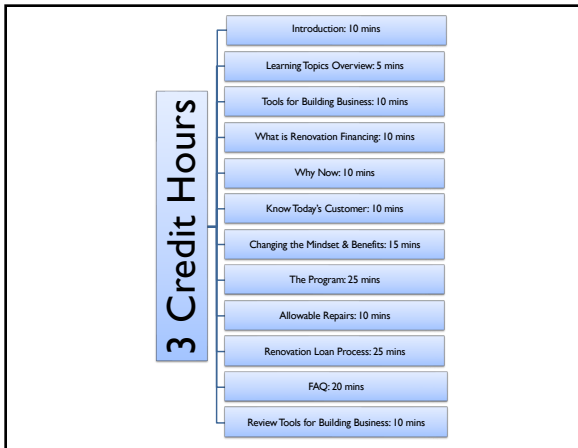 3 Credit Hours
Introduction: 10 mins
Learning Topics Overview: 5 mins
Tools for Building Business: 10 mins
What is Renovation Financing: 10 mins
Why Now: 10 mins
Know Today's Customer: 10 mins
Changing the Mindset & Benefits: 15 mins
The Program: 25 mins
Allowable Repairs: 10 mins
Renovation Loan Process: 25 mins
FAQ: 20 mins
Review Tools for Building Business: 10 mins